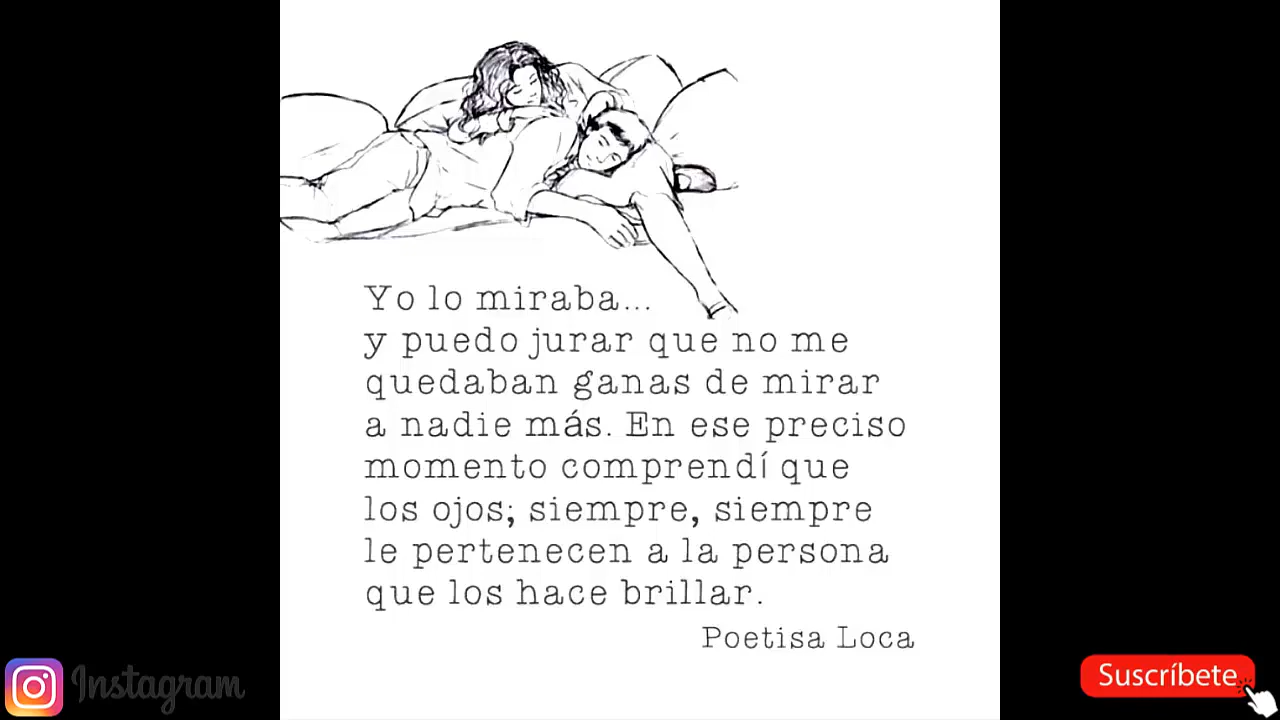 Yo lo miraba...
y puedo jurar que no me
quedaban ganas de mirar
a nadie más. En ese preciso
momento comprendí que
los ojos; siempre, siempre
le pertenecen a la persona
que los hace brillar.
Poetisa Loca
Instagram
Suscríbete